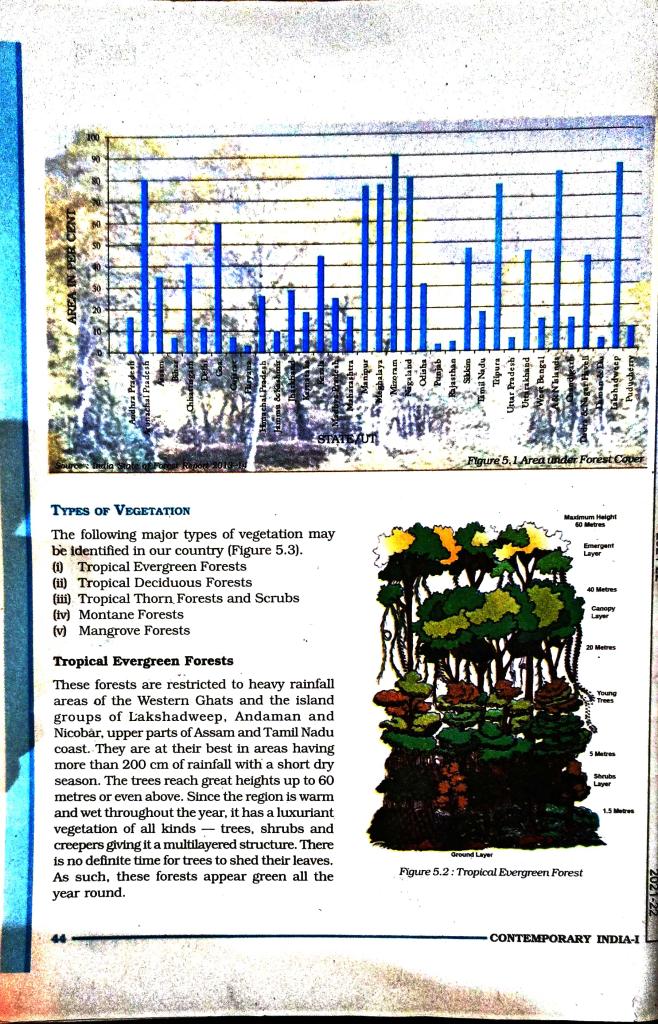 100
90
80
70
60
50
40
30
20
10
0
AREA IN PER CENT
Andhra Pradesh
Arunachal Pradesh
Assam
Bihar
Chhattisgarh
Delhi
Goa
Gujarat
Haryana
Himachal Pradesh
Jammu & Kashmir
Jharkhand
Karnataka
Kerala
Madhya Pradesh
Maharashtra
Manipur
Meghalaya
Mizoram
Nagaland
Odisha
Punjab
Rajasthan
Sikkim
Tamil Nadu
Tripura
Uttar Pradesh
Uttarakhand
West Bengal
A & N Islands
Chandigarh
Dadra & Nagar Haveli
Daman & Diu
Lakshadweep
Puducherry
STATE/UT
Source : India State of Forest Report
Figure 5.1 Area under Forest Cover
TYPES OF VEGETATION
The following major types of vegetation may
be identified in our country (Figure 5.3).
(i) Tropical Evergreen Forests
(ii) Tropical Deciduous Forests
(iii) Tropical Thorn Forests and Scrubs
(iv) Montane Forests
(v) Mangrove Forests
Tropical Evergreen Forests
These forests are restricted to heavy rainfall
areas of the Western Ghats and the island
groups of Lakshadweep, Andaman and
Nicobar, upper parts of Assam and Tamil Nadu
coast. They are at their best in areas having
more than 200 cm of rainfall with a short dry
season. The trees reach great heights up to 60
metres or even above. Since the region is warm
and wet throughout the year, it has a luxuriant
vegetation of all kinds — trees, shrubs and
creepers giving it a multilayered structure. There
is no definite time for trees to shed their leaves.
As such, these forests appear green all the
year round.
Maximum Height
60 Metres
Emergent
Layer
40 Metres
Canopy
Layer
20 Metres
Young
Trees
5 Metres
Shrubs
Layer
1.5 Metres
Ground Layer
Figure 5.2 : Tropical Evergreen Forest
2021-22
44
CONTEMPORARY INDIA-I